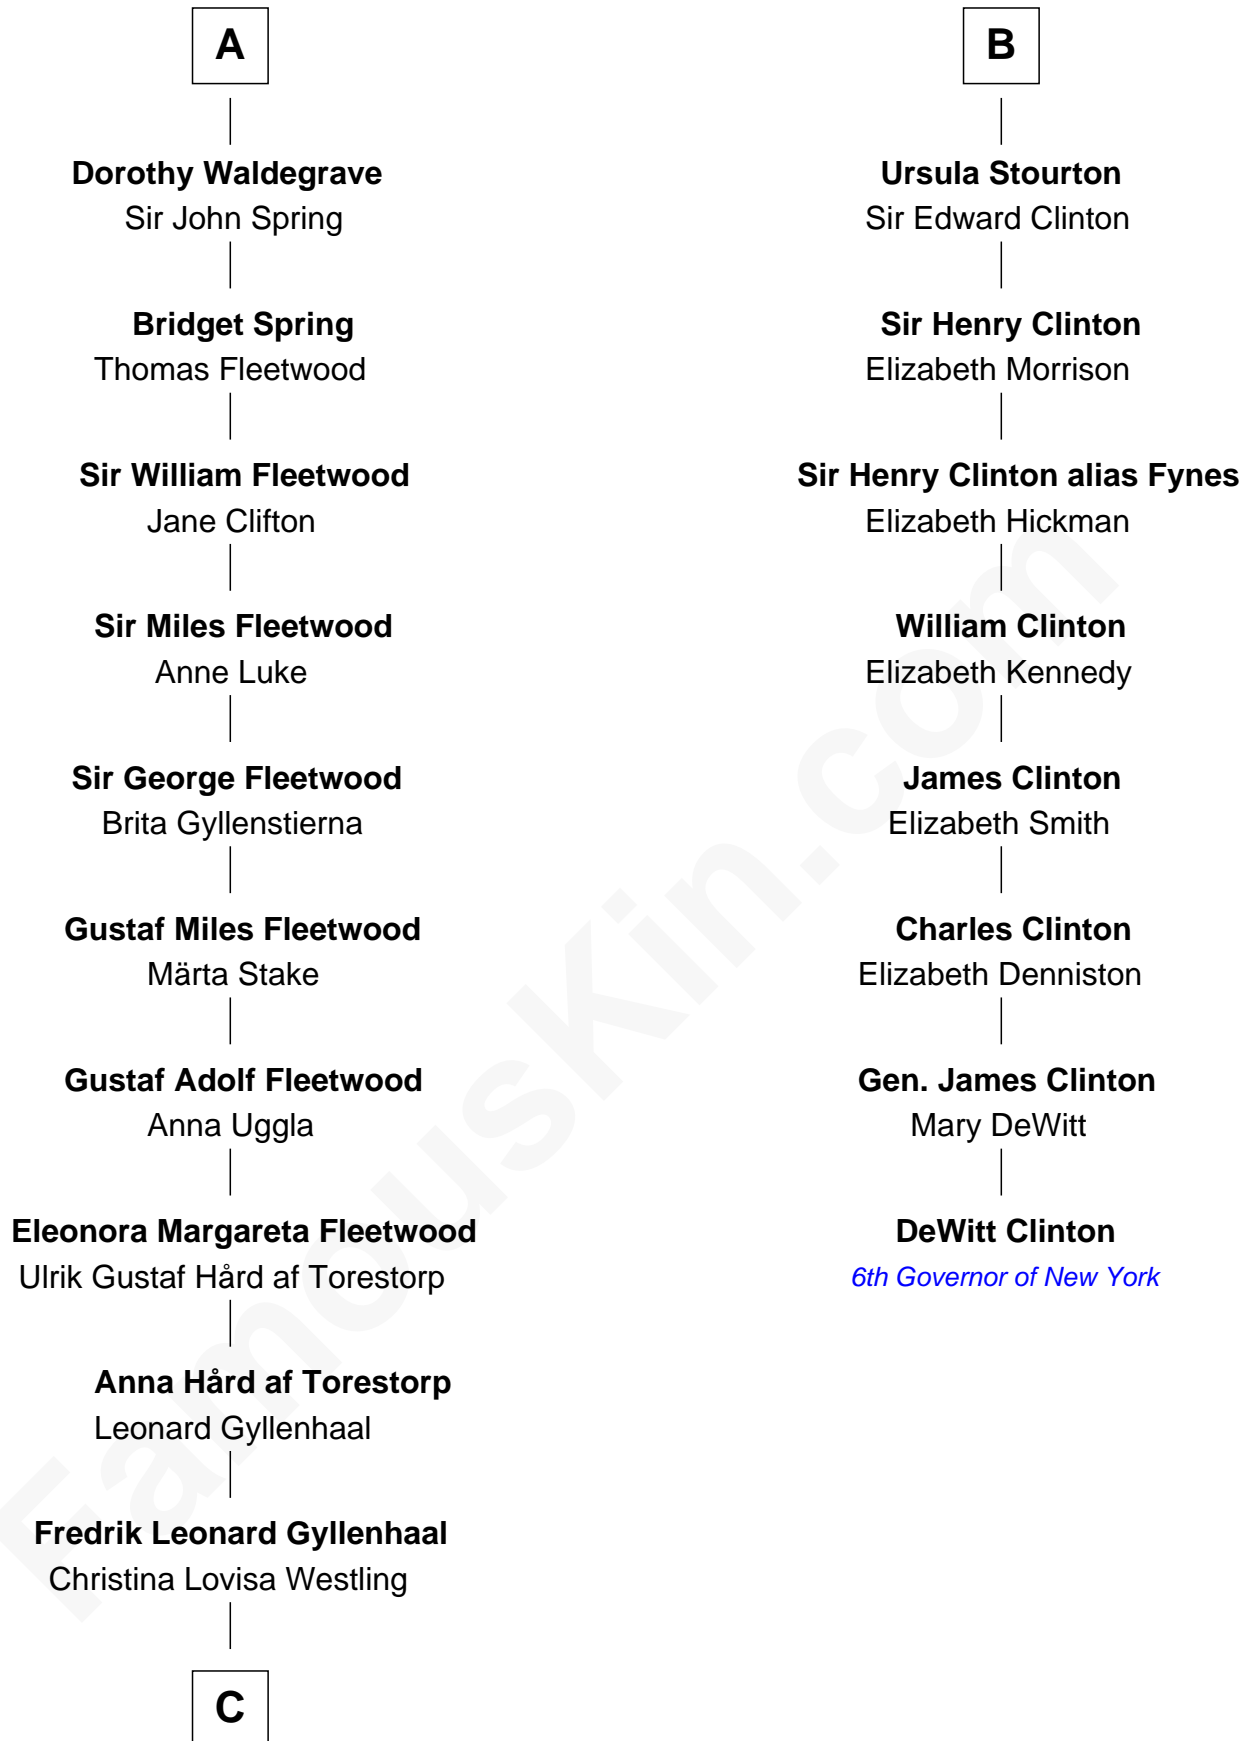 A
Dorothy Waldegrave
Sir John Spring
Bridget Spring
Thomas Fleetwood
Sir William Fleetwood
Jane Clifton
Sir Miles Fleetwood
Anne Luke
Sir George Fleetwood
Brita Gyllenstierna
Gustaf Miles Fleetwood
Märta Stake
Gustaf Adolf Fleetwood
Anna Uggla
Eleonora Margareta Fleetwood
Ulrik Gustaf Hård af Torestorp
Anna Hård af Torestorp
Leonard Gyllenhaal
Fredrik Leonard Gyllenhaal
Christina Lovisa Westling
C
B
Ursula Stourton
Sir Edward Clinton
Sir Henry Clinton
Elizabeth Morrison
Sir Henry Clinton alias Fynes
Elizabeth Hickman
William Clinton
Elizabeth Kennedy
James Clinton
Elizabeth Smith
Charles Clinton
Elizabeth Denniston
Gen. James Clinton
Mary DeWitt
DeWitt Clinton
6th Governor of New York
FamousKin.com